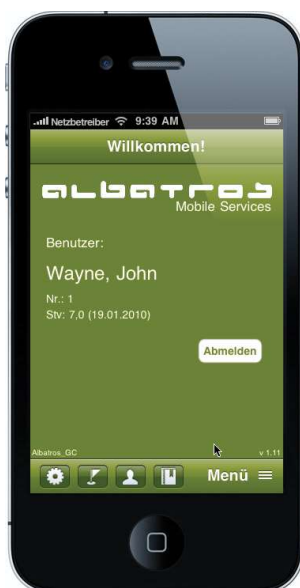 Netzbetreiber 9:39 AM
Willkommen!
albatros
Mobile Services
Benutzer:
Wayne, John
Nr.: 1
Stv: 7,0 (19.01.2010)
Abmelden
Albatros_GC v 1.11
Menü